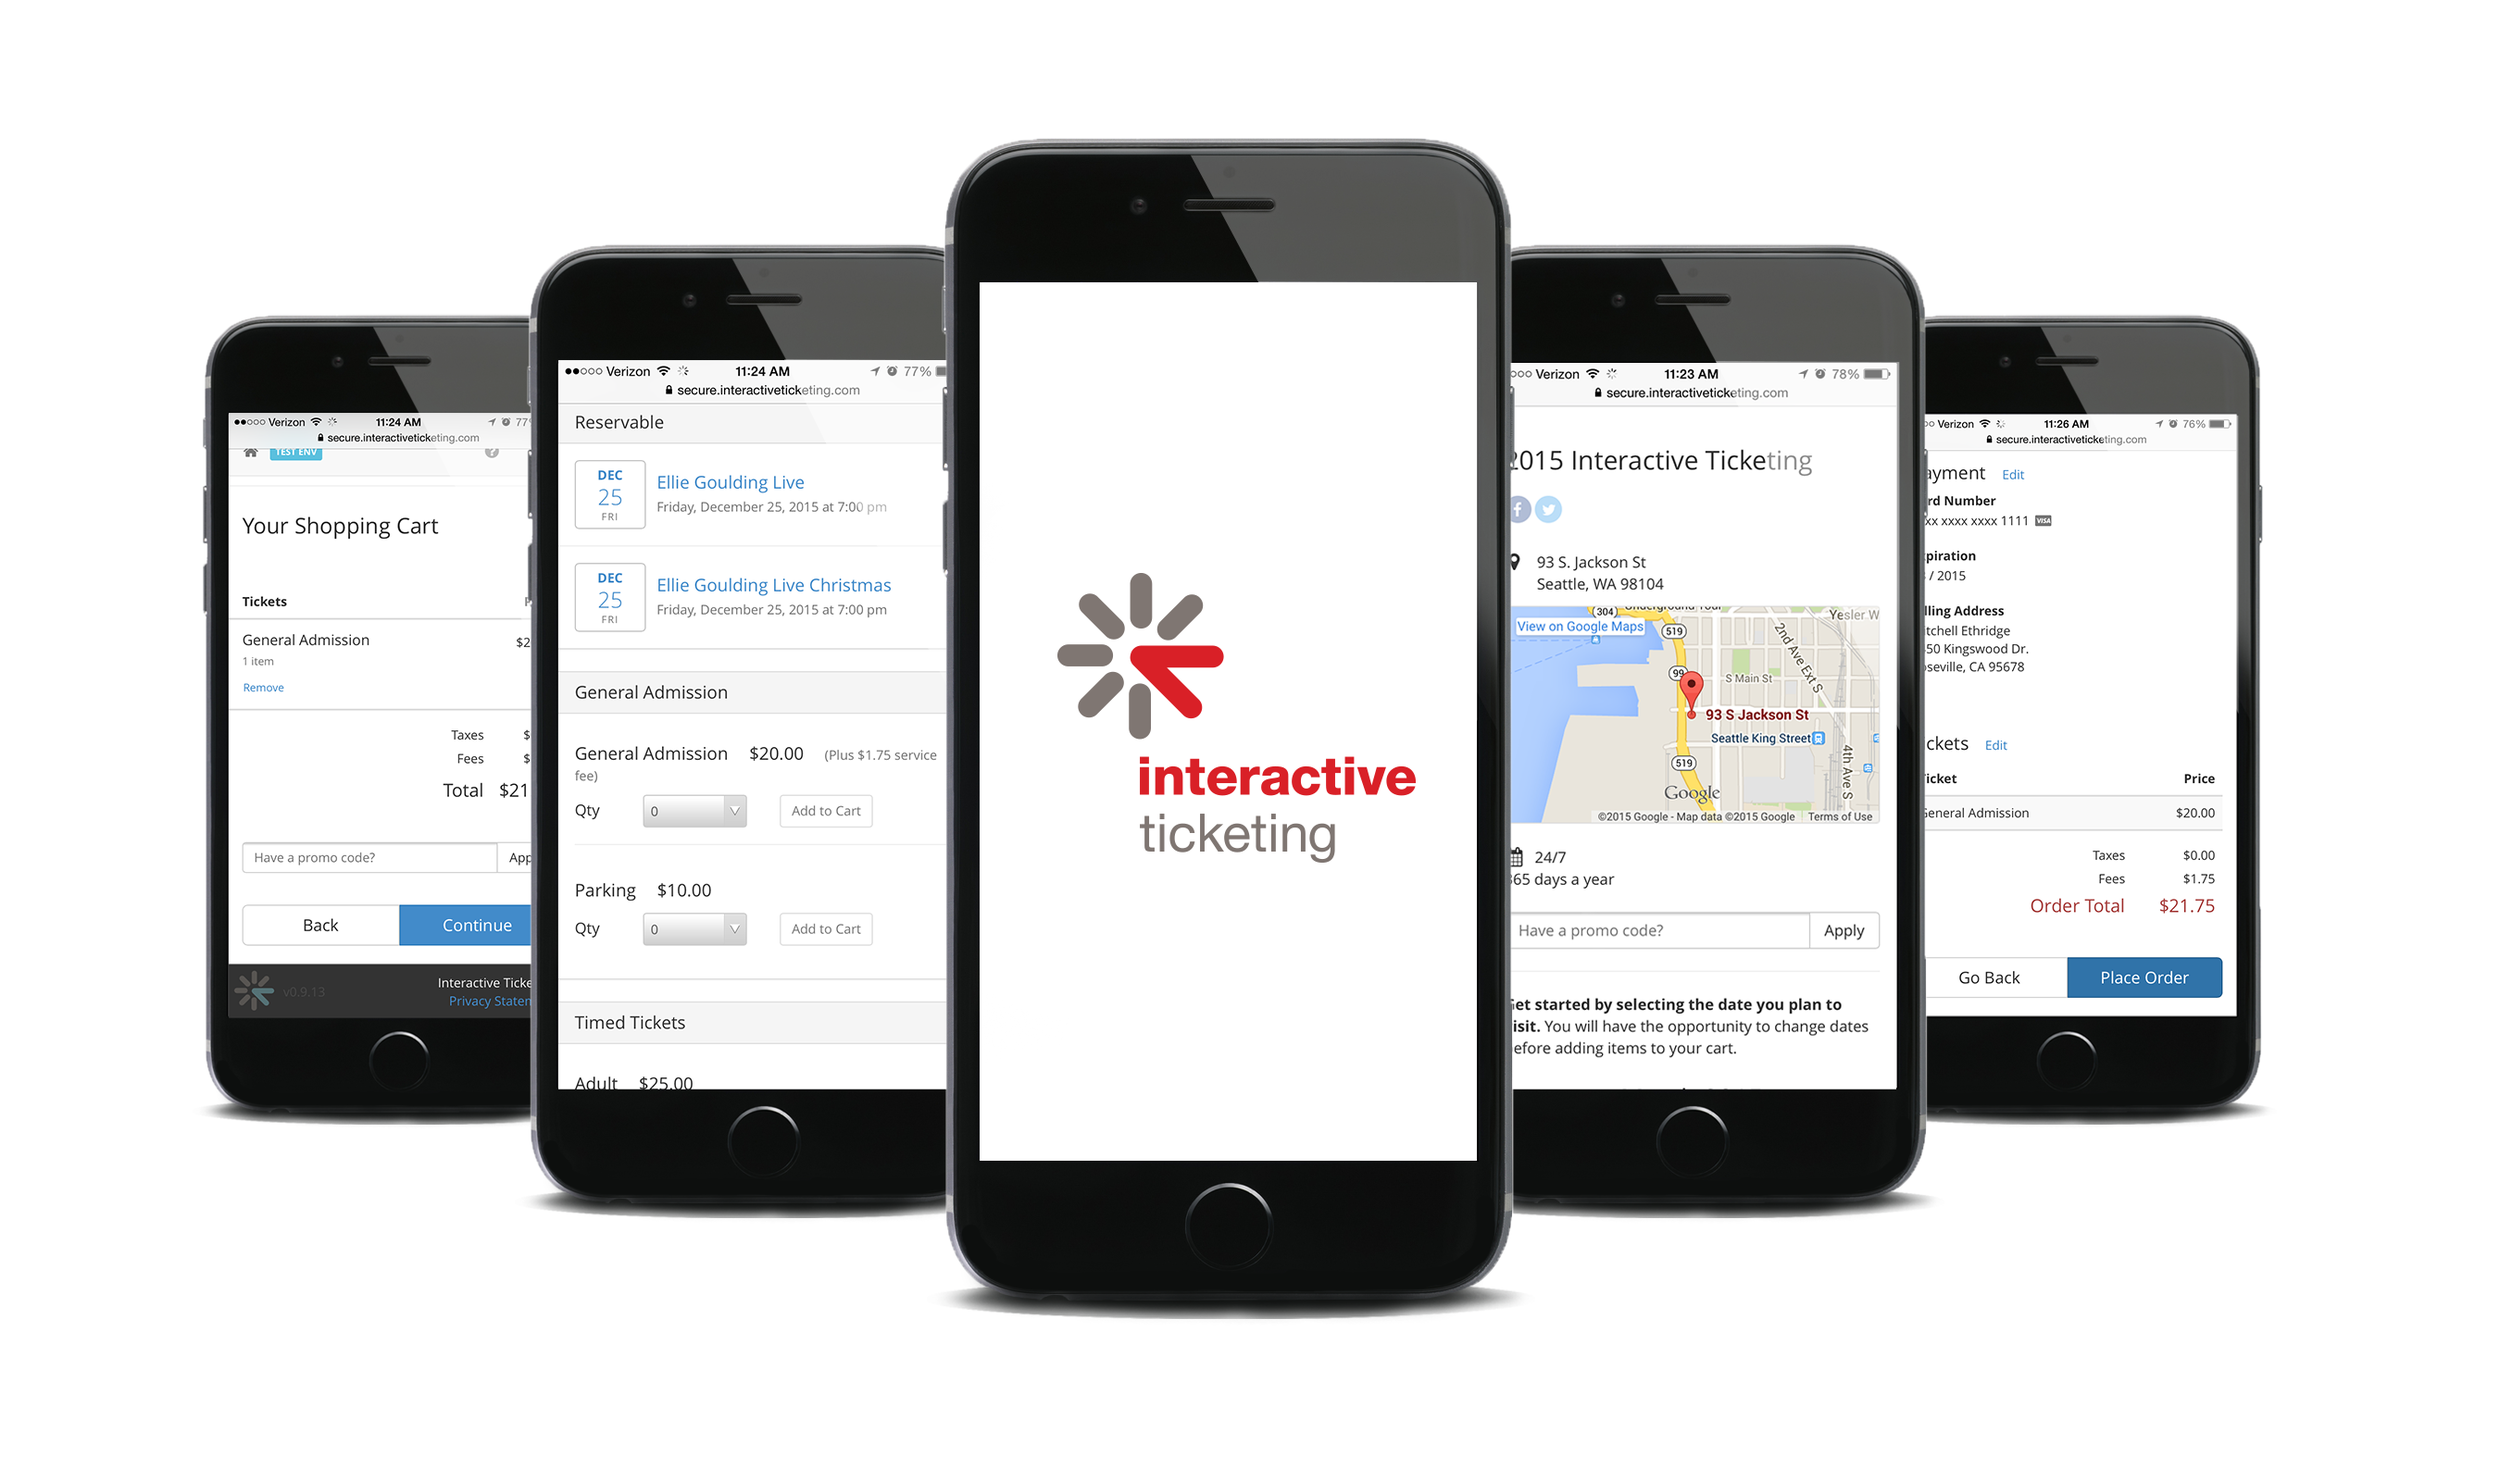 Verizon 11:24 AM 77
secure.interactiveticketing.com
TEST ENV
Your Shopping Cart
Tickets
General Admission $2
1 item
Remove
Taxes $
Fees $
Total $21
Have a promo code? App
Back Continue
v0.9.13
Interactive Ticke
Privacy Staten
Verizon 11:24 AM 77%
secure.interactiveticketing.com
Reservable
DEC
25
FRI
Ellie Goulding Live
Friday, December 25, 2015 at 7:00 pm
DEC
25
FRI
Ellie Goulding Live Christmas
Friday, December 25, 2015 at 7:00 pm
General Admission
General Admission $20.00 (Plus $1.75 service
fee)
Qty 0 Add to Cart
Parking $10.00
Qty 0 Add to Cart
Timed Tickets
Adult $25.00
interactive
ticketing
Verizon 11:23 AM 78%
secure.interactiveticketing.com
2015 Interactive Ticketing
93 S. Jackson St
Seattle, WA 98104
304 Underground Tour
Yesler W
View on Google Maps
519
2nd Ave Ext S
99
S Main St
93 S Jackson St
Seattle King Street
4th Ave S
519
Google
©2015 Google - Map data ©2015 Google Terms of Use
24/7
365 days a year
Have a promo code? Apply
Get started by selecting the date you plan to
visit. You will have the opportunity to change dates
before adding items to your cart.
Verizon 11:26 AM 76%
secure.interactiveticketing.com
ayment Edit
rd Number
xx xxxx xxxx 1111 VISA
piration
/ 2015
lling Address
tchell Ethridge
50 Kingswood Dr.
oseville, CA 95678
ckets Edit
icket Price
General Admission $20.00
Taxes $0.00
Fees $1.75
Order Total $21.75
Go Back Place Order